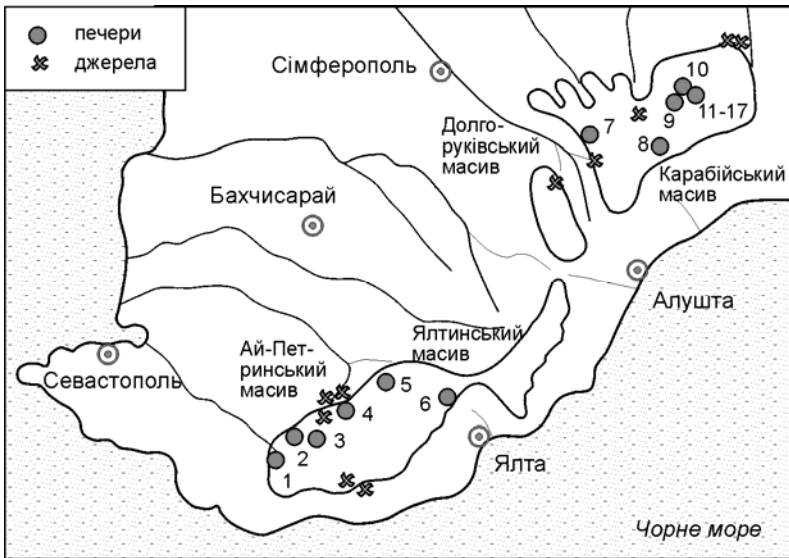 печери
джерела
Сімферополь
10
11-17
9
8
7
Долго-
руківський
масив
Карабійський
масив
Бахчисарай
Алушта
Ялтинський
масив
Ай-Пет-
ринський
масив
Севастополь
5
6
4
3
2
1
Ялта
Чорне море